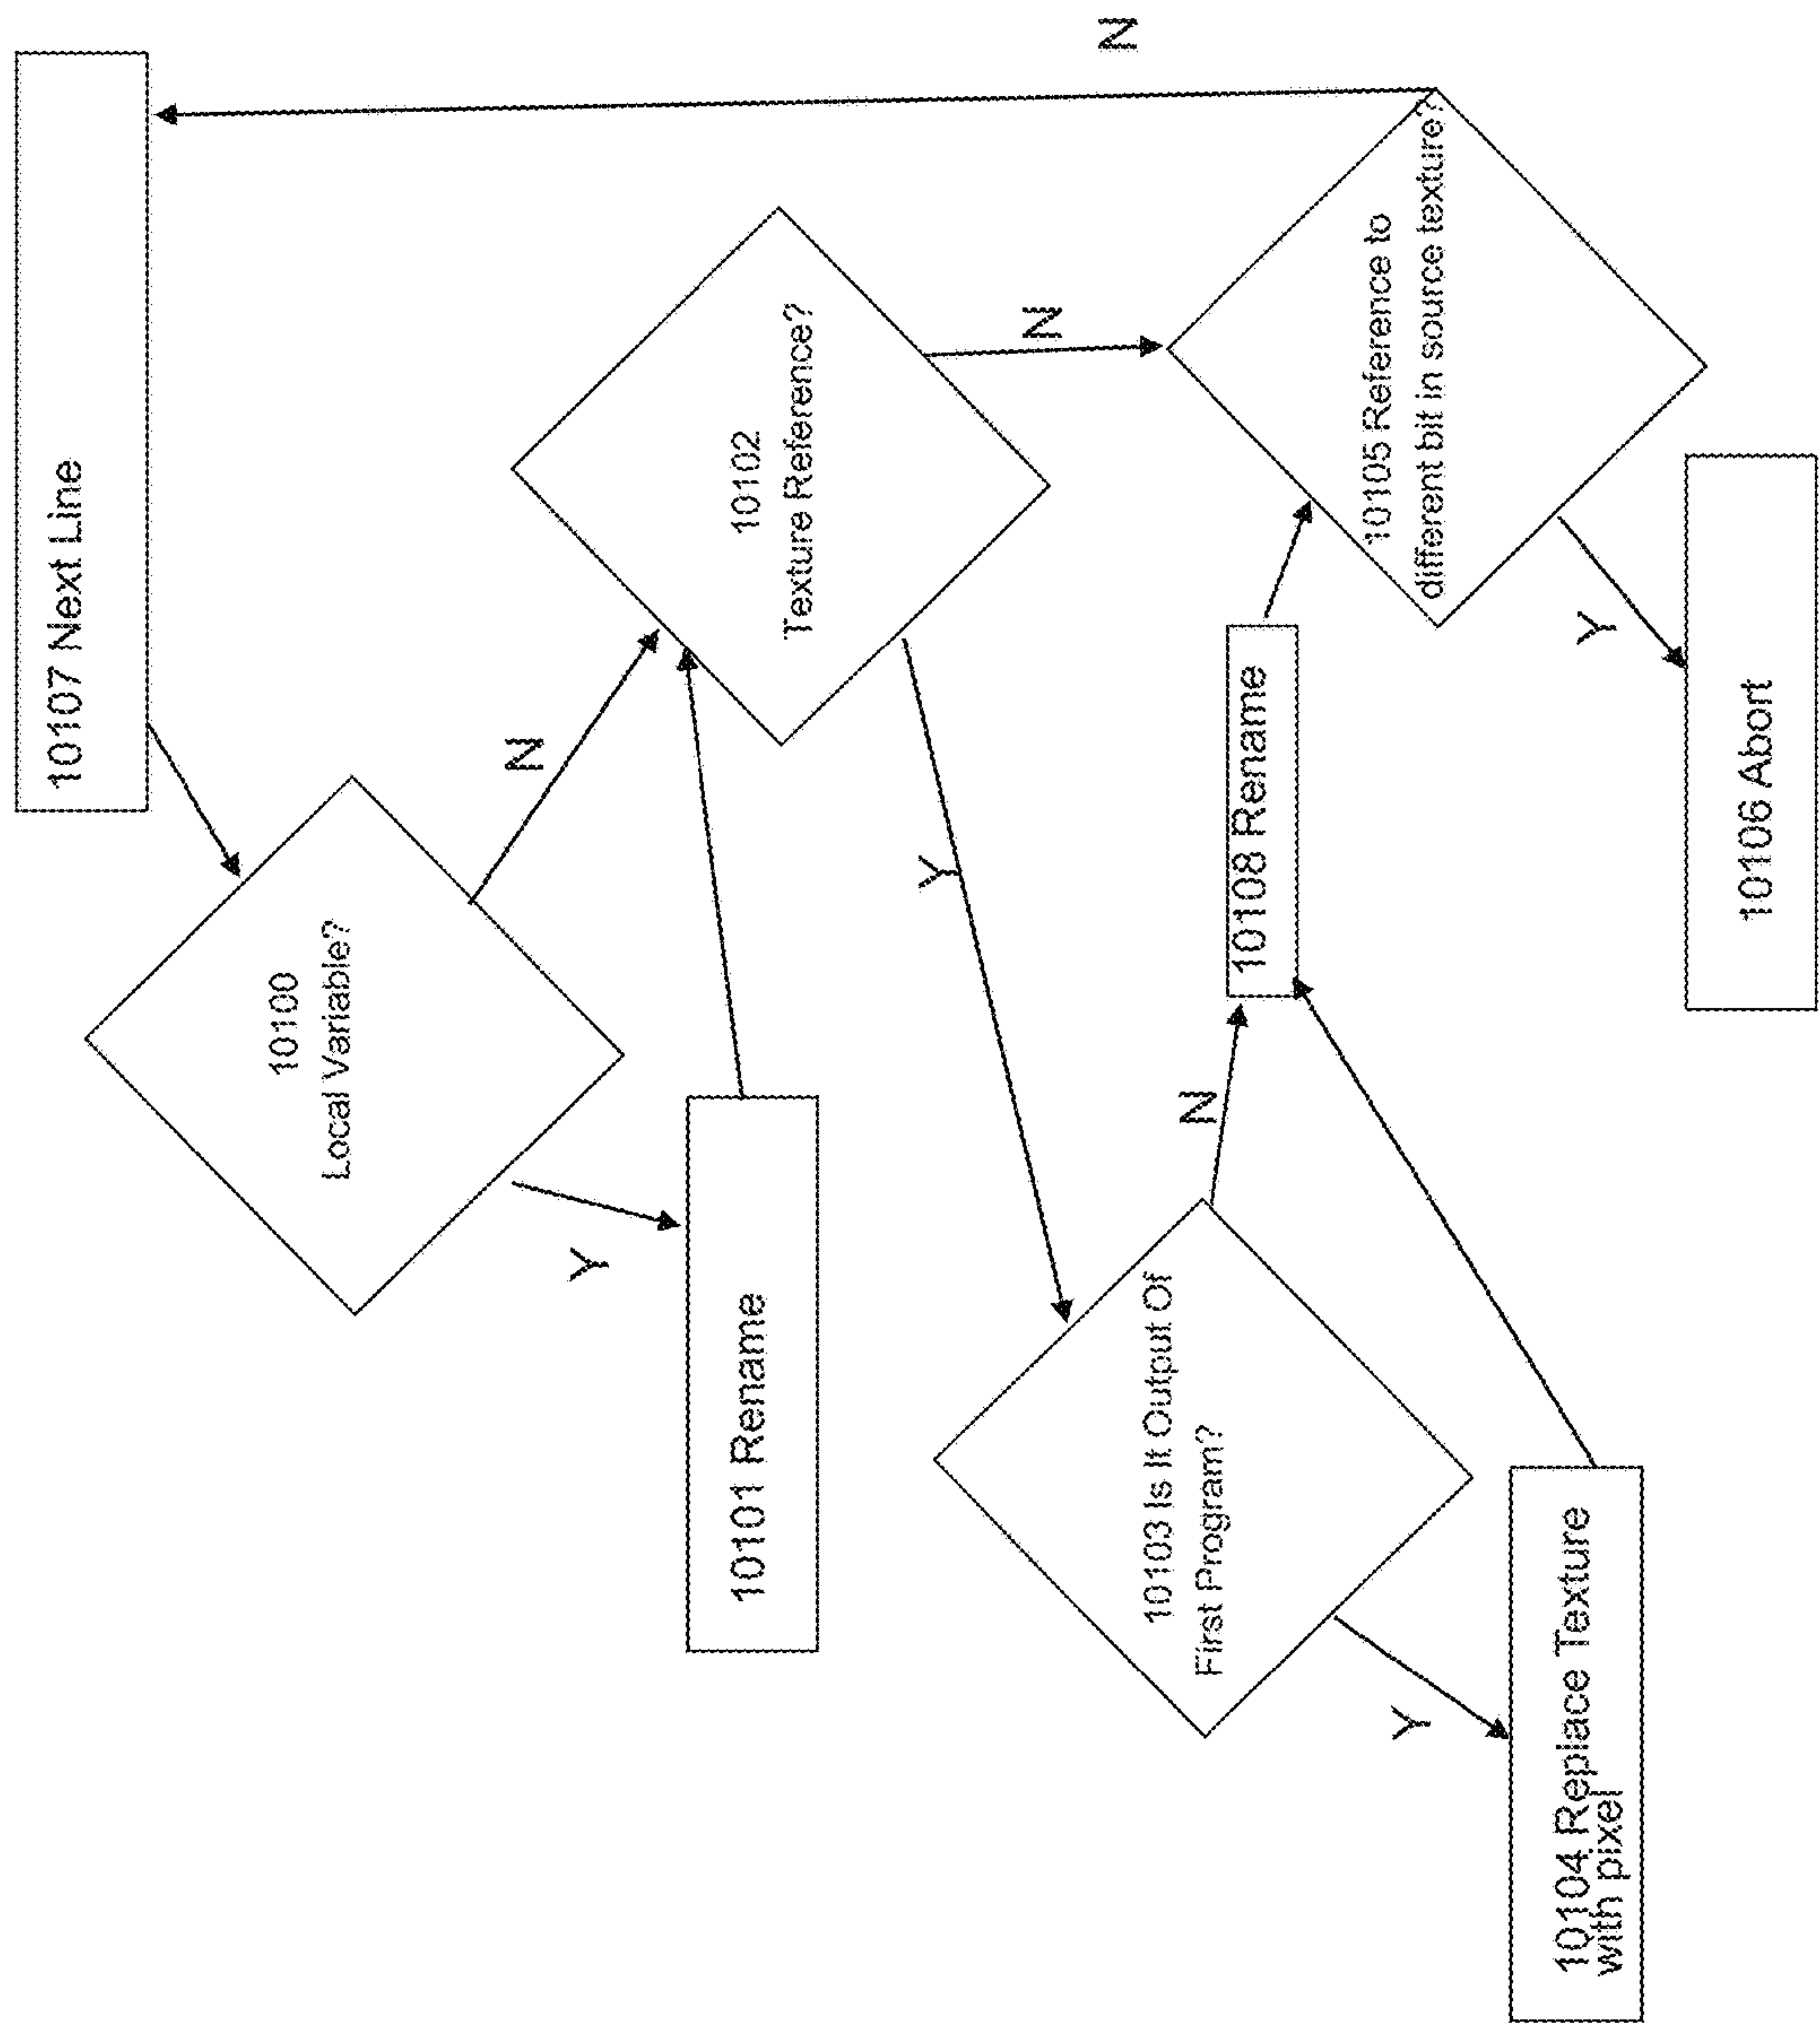 10107 Next Line
10100
Local Variable?
N
Y
10101 Rename
10102
Texture Reference?
Y
N
10103 Is It Output Of
First Program?
N
Y
10104 Replace Texture
with pixel
10108 Rename
10105 Reference to
different bit in source texture?
N
Y
10106 Abort